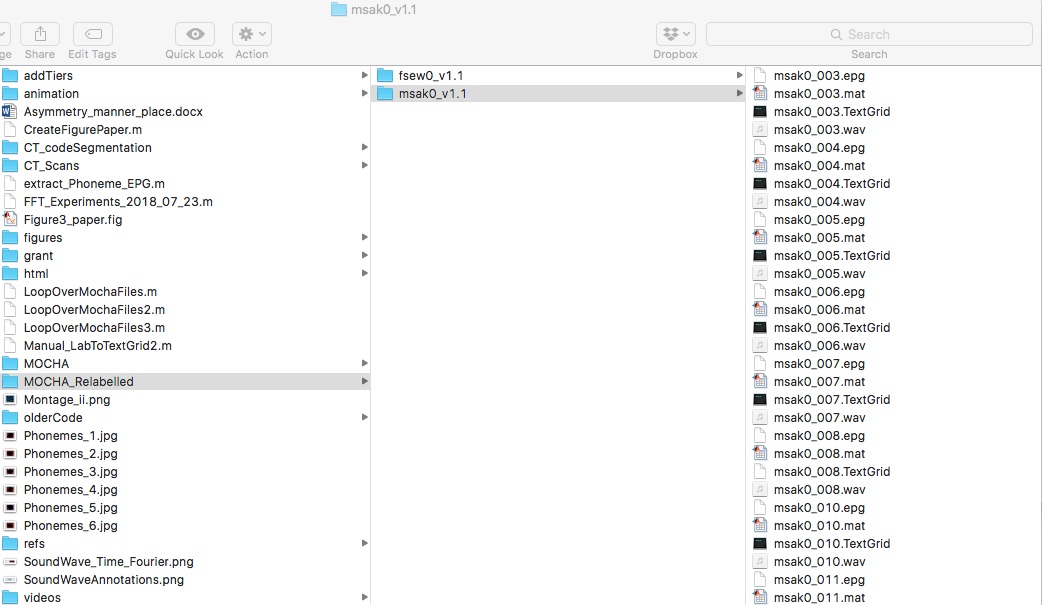 msak0_v1.1
ge Share Edit Tags Quick Look Action Dropbox Search
Search
addTiers
animation
Asymmetry_manner_place.docx
CreateFigurePaper.m
CT_codeSegmentation
CT_Scans
extract_Phoneme_EPG.m
FFT_Experiments_2018_07_23.m
Figure3_paper.fig
figures
grant
html
LoopOverMochaFiles.m
LoopOverMochaFiles2.m
LoopOverMochaFiles3.m
Manual_LabToTextGrid2.m
MOCHA
MOCHA_Relabelled
Montage_ii.png
olderCode
Phonemes_1.jpg
Phonemes_2.jpg
Phonemes_3.jpg
Phonemes_4.jpg
Phonemes_5.jpg
Phonemes_6.jpg
refs
SoundWave_Time_Fourier.png
SoundWaveAnnotations.png
videos
fsew0_v1.1
msak0_v1.1
msak0_003.epg
msak0_003.mat
msak0_003.TextGrid
msak0_003.wav
msak0_004.epg
msak0_004.mat
msak0_004.TextGrid
msak0_004.wav
msak0_005.epg
msak0_005.mat
msak0_005.TextGrid
msak0_005.wav
msak0_006.epg
msak0_006.mat
msak0_006.TextGrid
msak0_006.wav
msak0_007.epg
msak0_007.mat
msak0_007.TextGrid
msak0_007.wav
msak0_008.epg
msak0_008.mat
msak0_008.TextGrid
msak0_008.wav
msak0_010.epg
msak0_010.mat
msak0_010.TextGrid
msak0_010.wav
msak0_011.epg
msak0_011.mat